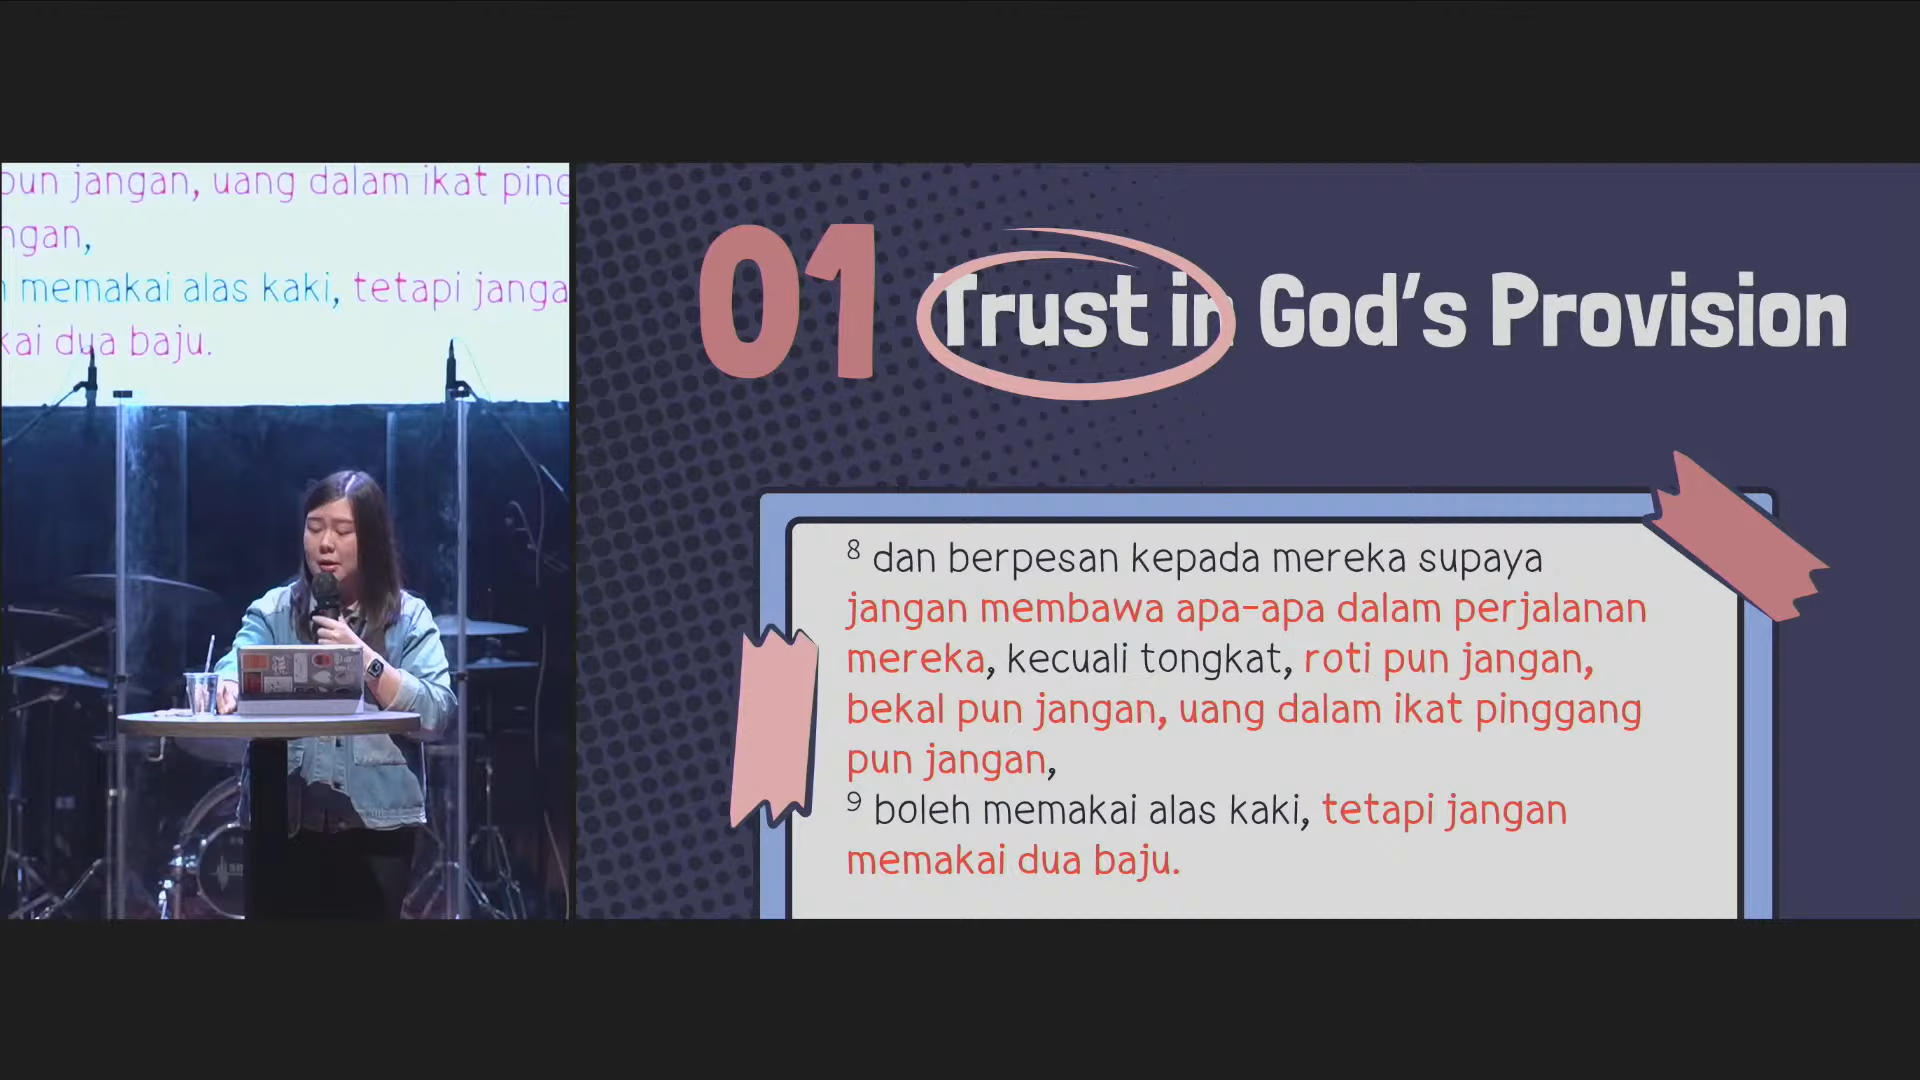 pun jangan, uang dalam ikat ping
ngan,
memakai alas kaki, tetapi janga
kai dua baju.
01
Trust in God's Provision
8 dan berpesan kepada mereka supaya
jangan membawa apa-apa dalam perjalanan
mereka, kecuali tongkat, roti pun jangan,
bekal pun jangan, uang dalam ikat pinggang
pun jangan,
9 boleh memakai alas kaki, tetapi jangan
memakai dua baju.